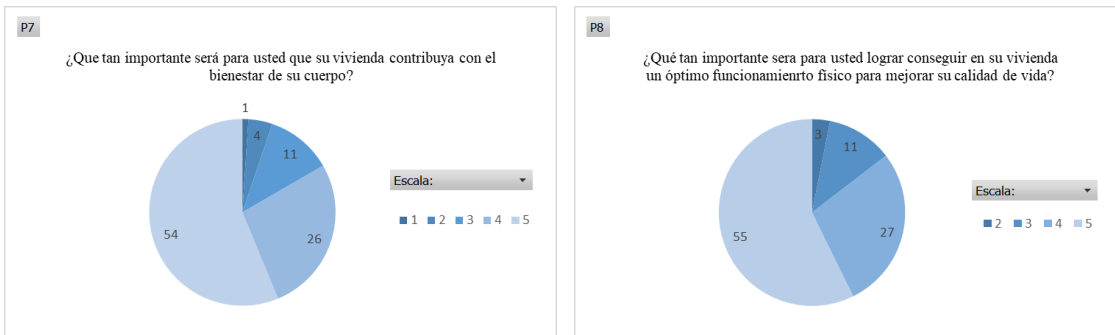 P7
¿Que tan importante será para usted que su vivienda contribuya con el
bienestar de su cuerpo?
1
4
11
26
54
Escala:
1 2 3 4 5
P8
¿Qué tan importante sera para usted lograr conseguir en su vivienda
un óptimo funcionamienrto físico para mejorar su calidad de vida?
3
11
27
55
Escala:
2 3 4 5